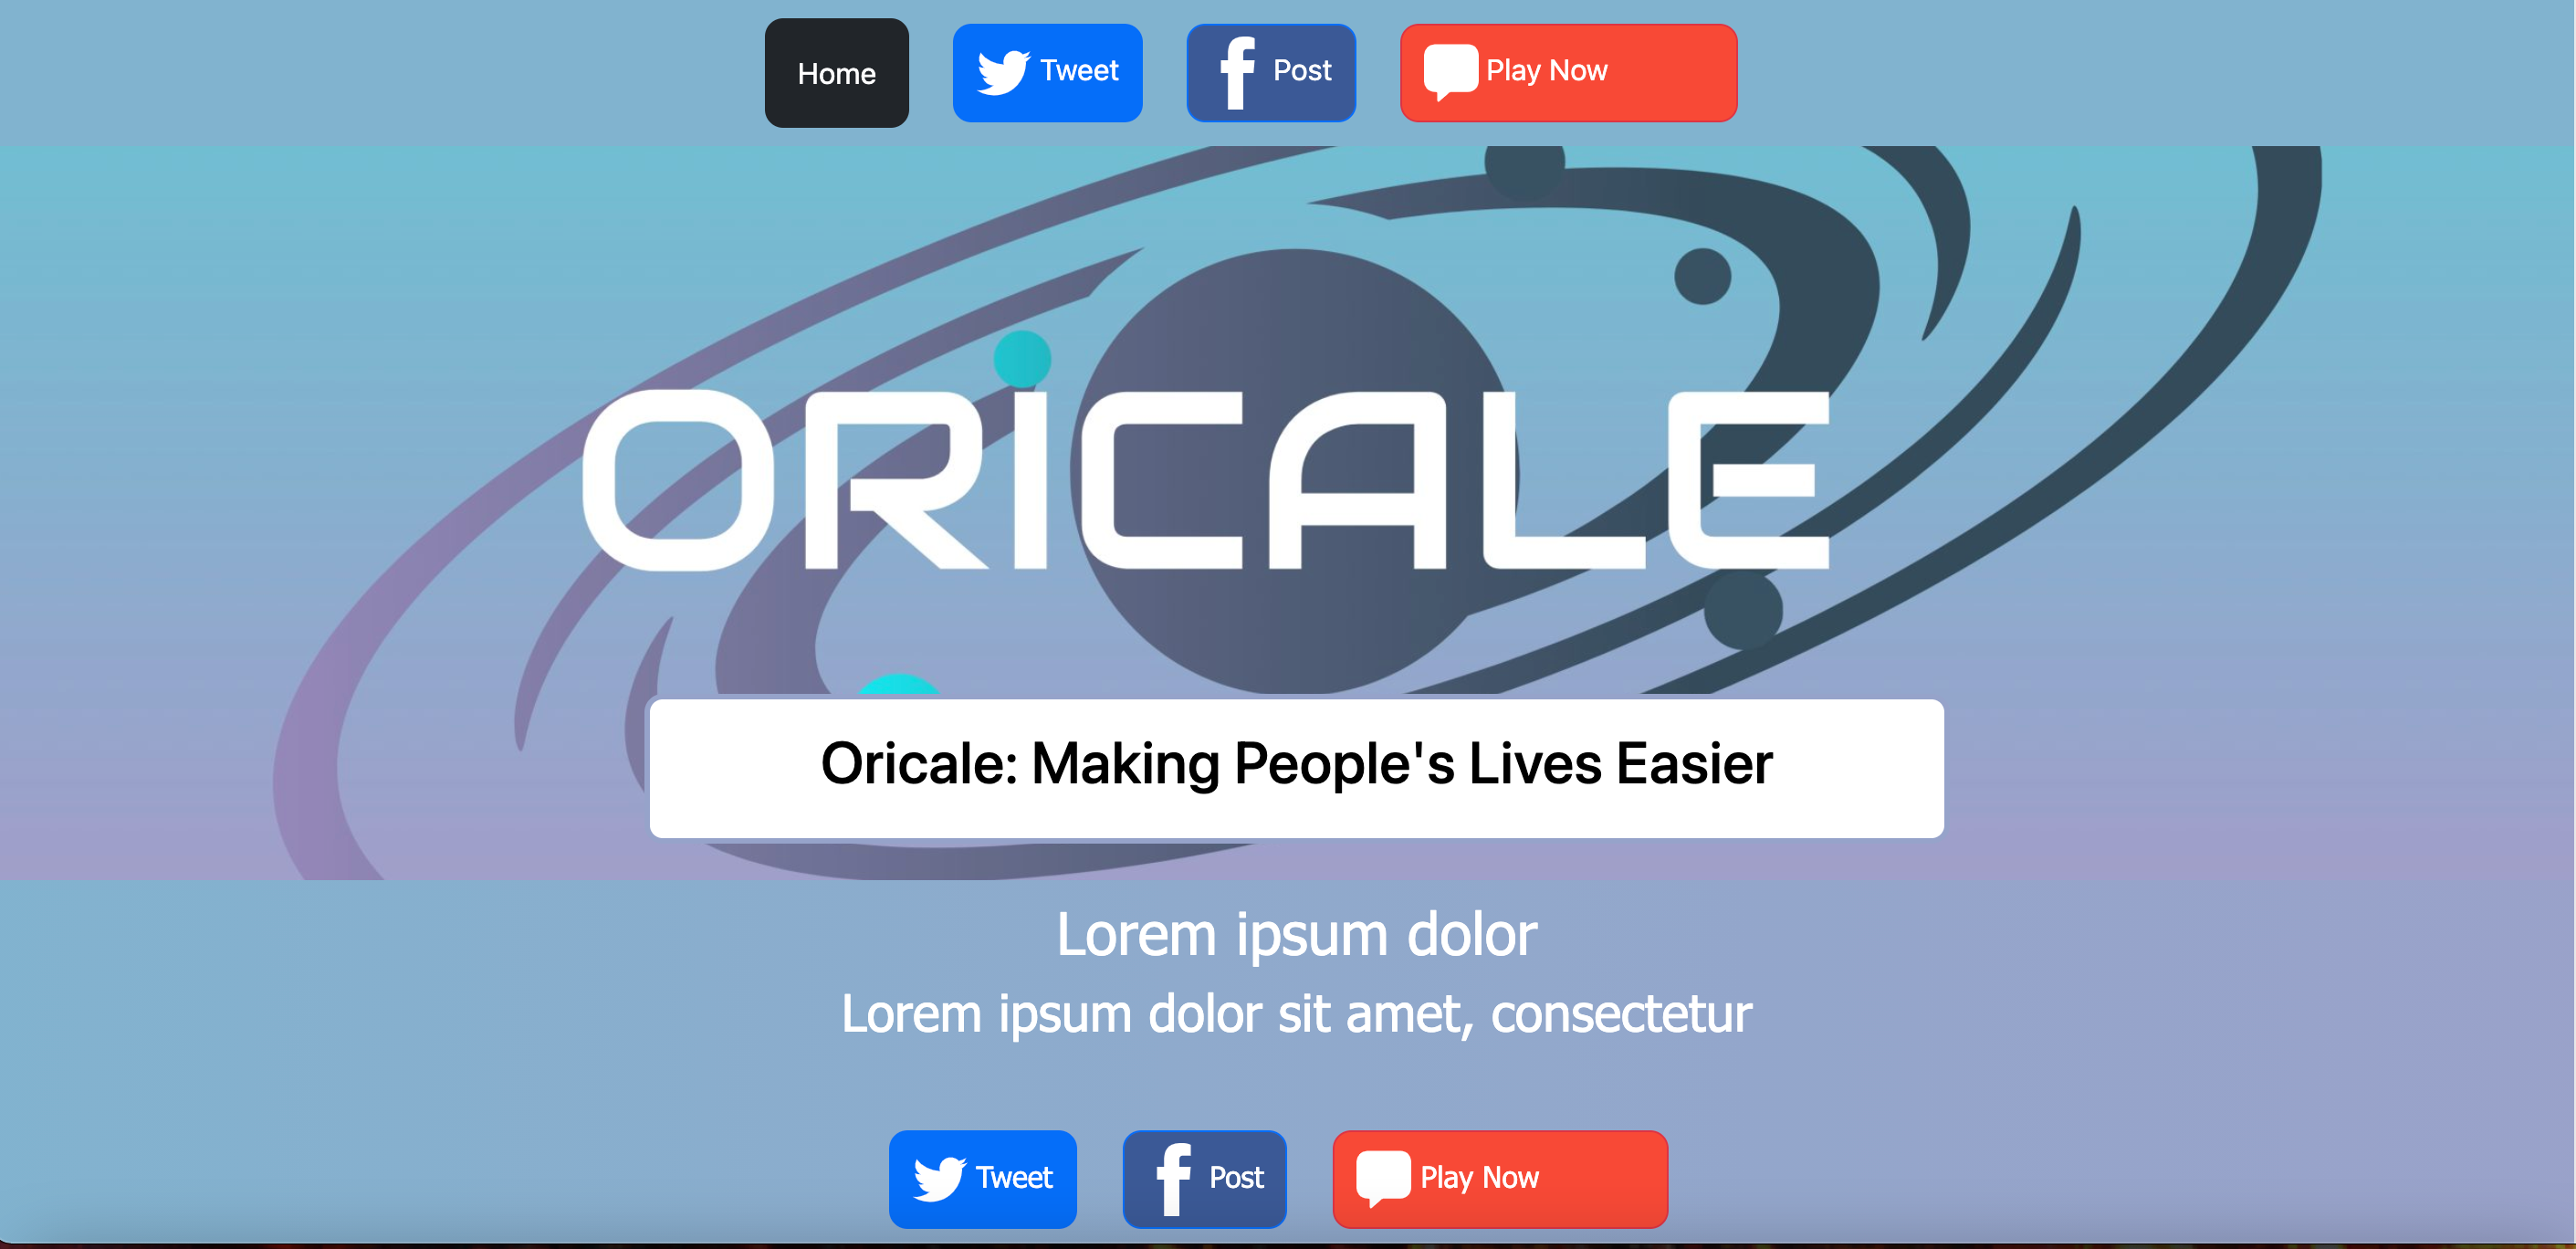 Home Tweet Post Play Now
ORICALE
Oricale: Making People's Lives Easier
Lorem ipsum dolor
Lorem ipsum dolor sit amet, consectetur
Tweet Post Play Now